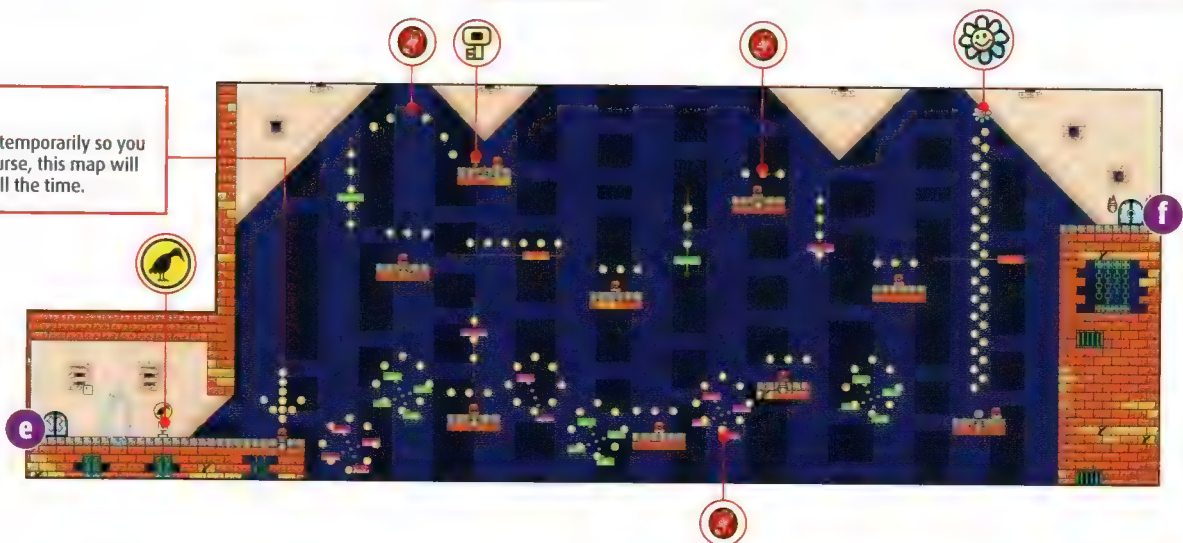 temporarily so you
urse, this map will
ll the time.
e
f